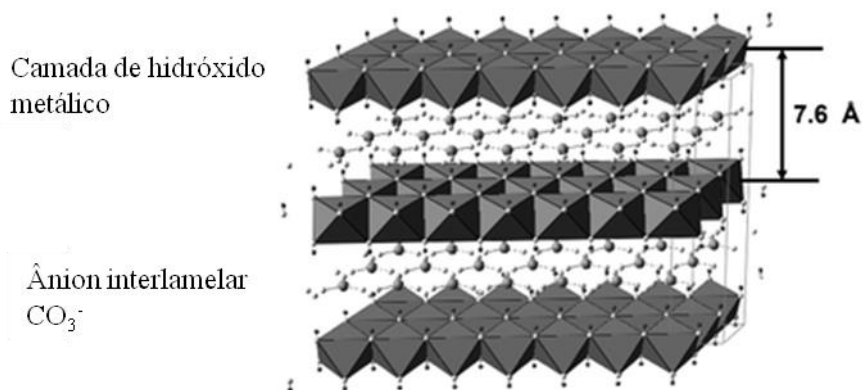 Camada de hidróxido
metálico
7.6 Å
Ânion interlamelar
CO₃⁻